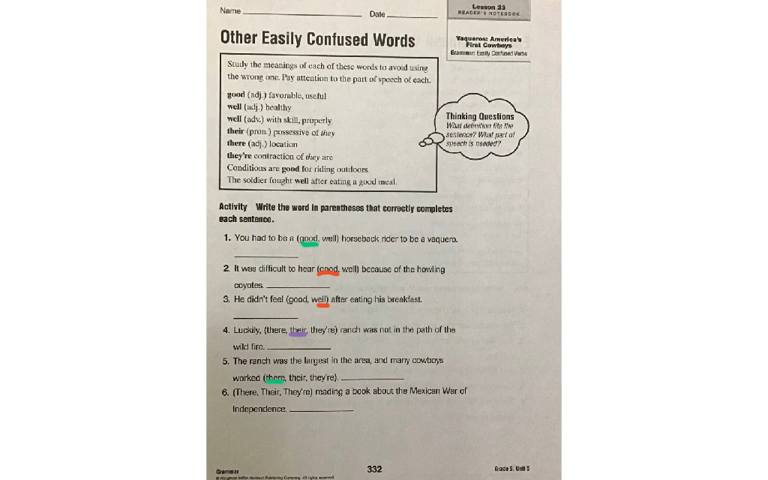 Name Date
Lesson 23
READER'S NOTEBOOK
Other Easily Confused Words
Vaqueros: America's
First Cowboys
Grammar: Easily Confused Verbs
Study the meanings of each of these words to avoid using
the wrong one. Pay attention to the part of speech of each.
good (adj.) favorable, useful
well (adj.) healthy
well (adv.) with skill, properly
their (pron.) possessive of they
there (adj.) location
they're contraction of they are
Conditions are good for riding outdoors.
The soldier fought well after eating a good meal.
Thinking Questions
What definition fits the
sentence? What part of
speech is needed?
Activity Write the word in parentheses that correctly completes
each sentence.
1. You had to be a (good, well) horseback rider to be a vaquero.
2. It was difficult to hear (good, well) because of the howling
coyotes.
3. He didn't feel (good, well) after eating his breakfast.
4. Luckily, (there, their, they're) ranch was not in the path of the
wild fire.
5. The ranch was the largest in the area, and many cowboys
worked (there, their, they're).
6. (There, Their, They're) reading a book about the Mexican War of
Independence.
Grammar
332
Grade 5, Unit 5